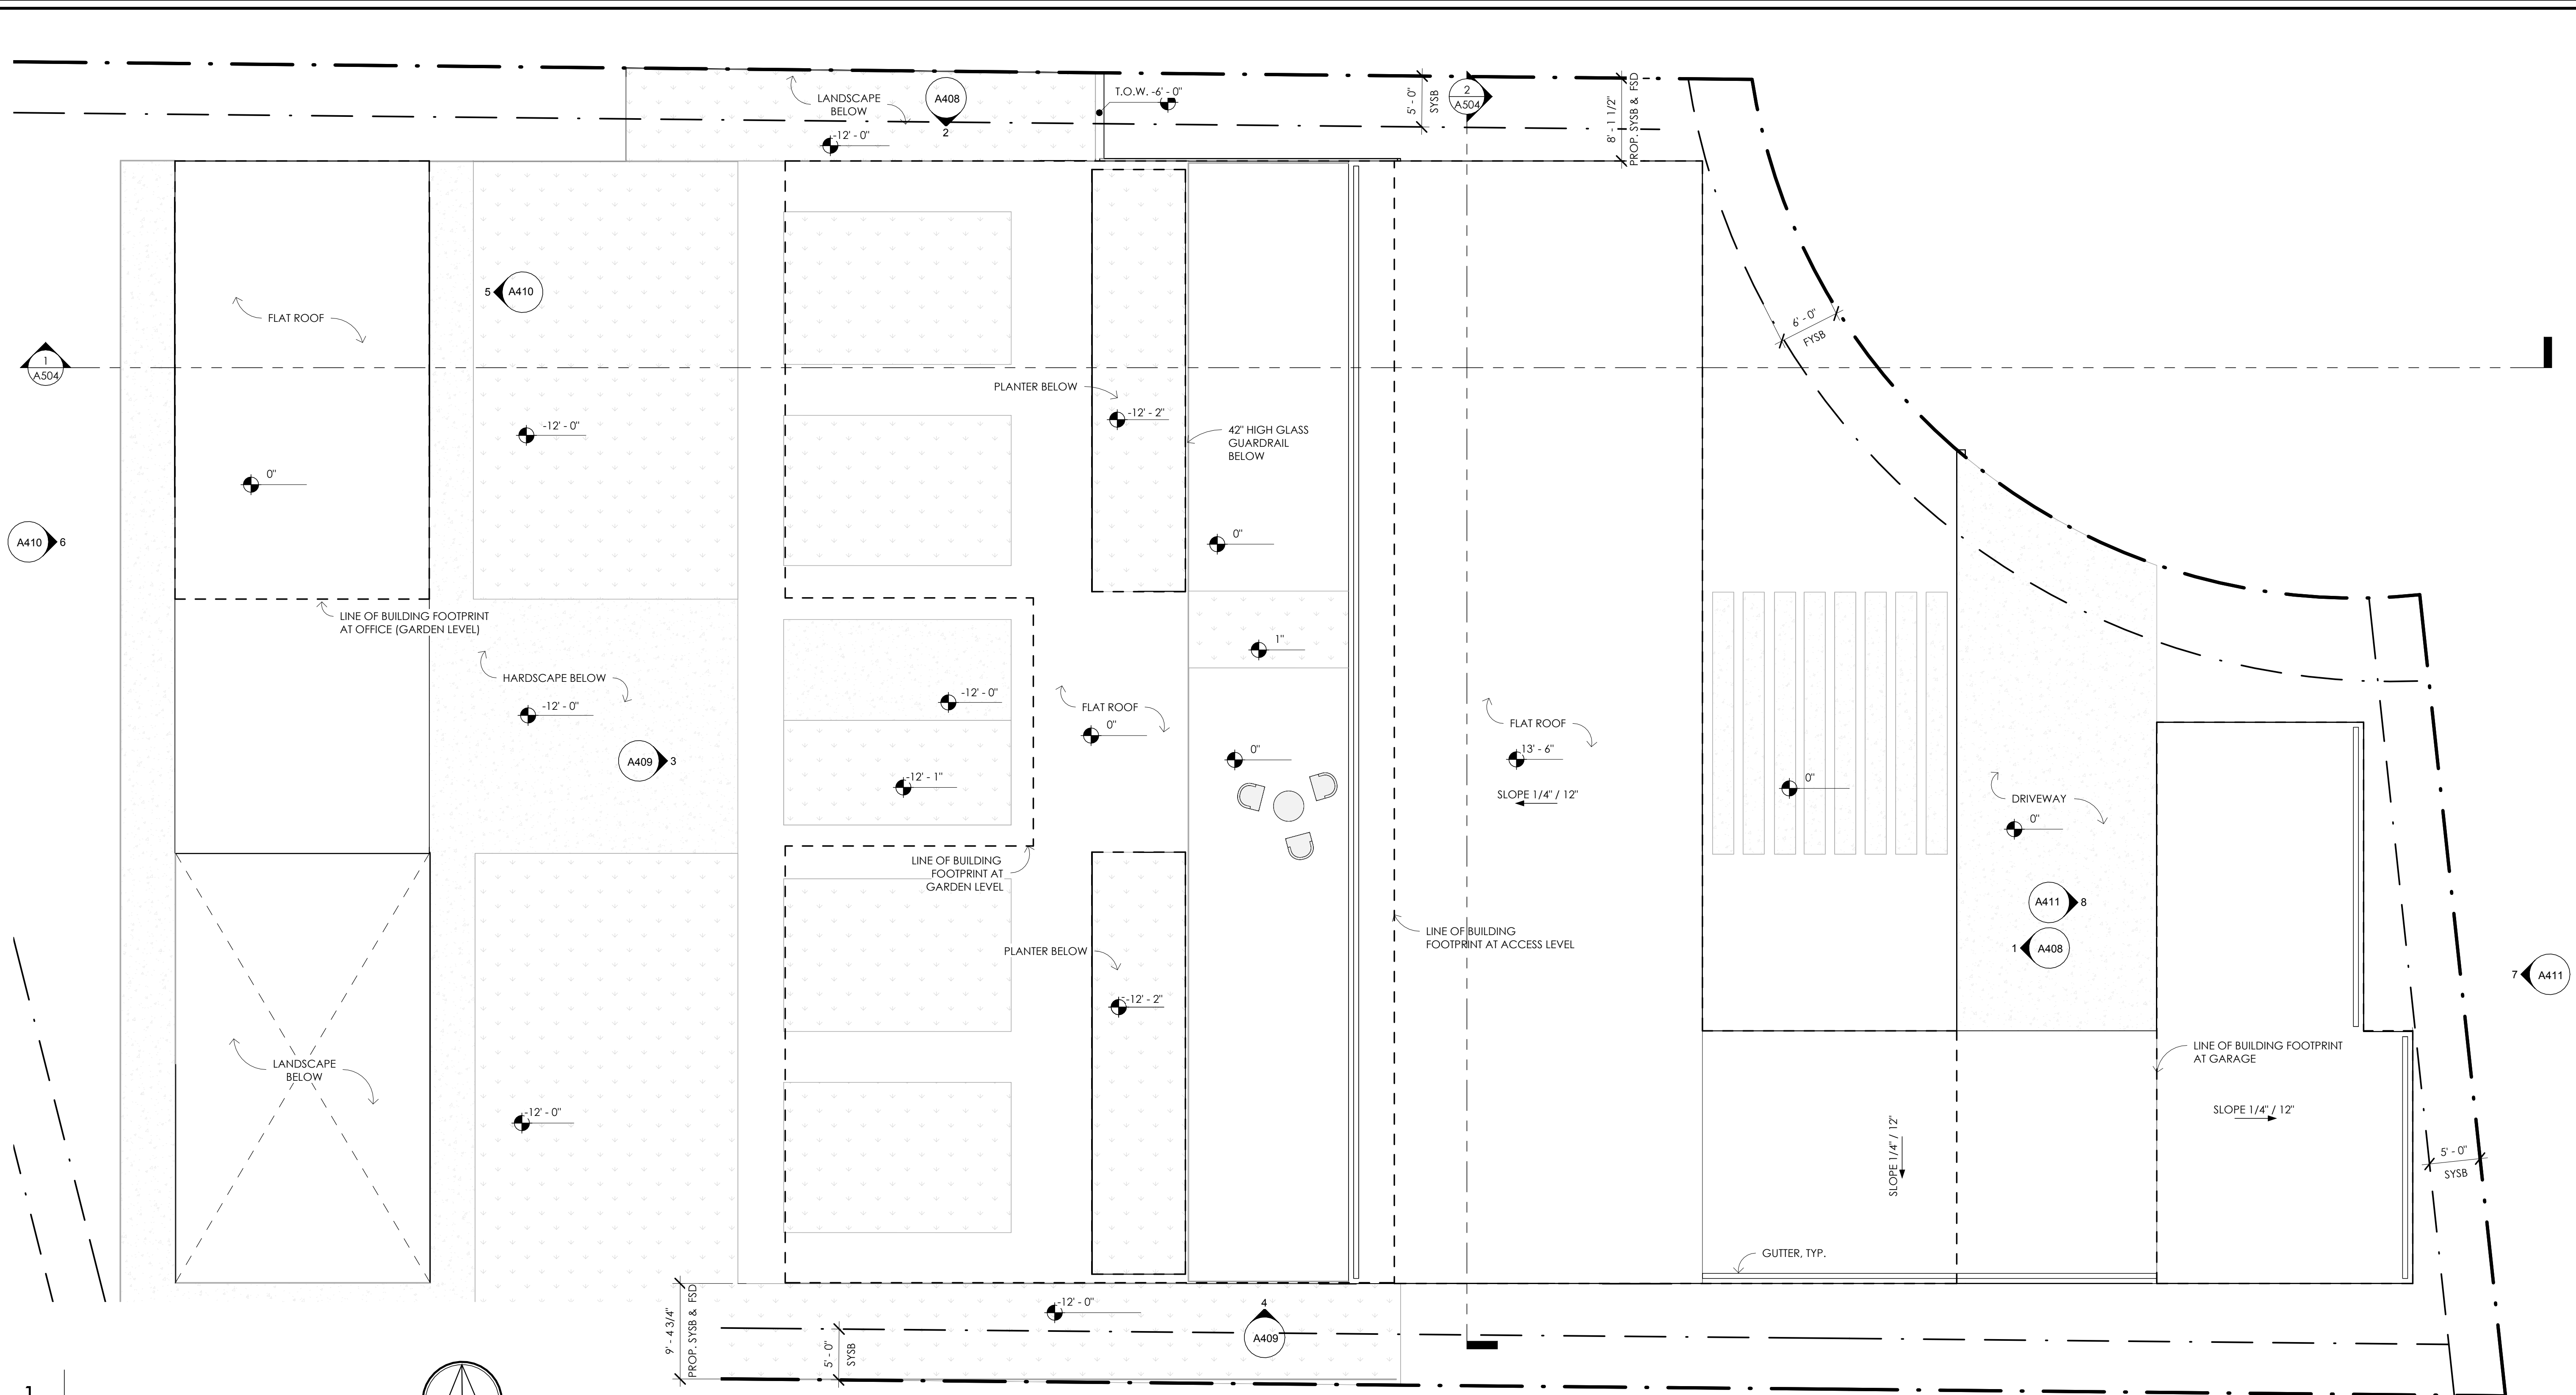 LANDSCAPE
BELOW
A408
2
-12' - 0"
T.O.W. -6' - 0"
5' - 0"
SYSB
2
A504
8' - 1 1/2"
PROP. SYSB & FSD
FLAT ROOF
5
A410
1
A504
6' - 0"
FYSB
PLANTER BELOW
-12' - 2"
-12' - 0"
42" HIGH GLASS
GUARDRAIL
BELOW
0"
0"
A410
6
LINE OF BUILDING FOOTPRINT
AT OFFICE (GARDEN LEVEL)
1"
HARDSCAPE BELOW
-12' - 0"
-12' - 0"
FLAT ROOF
0"
FLAT ROOF
13' - 6"
SLOPE 1/4" / 12"
A409
3
-12' - 1"
0"
0"
DRIVEWAY
0"
LINE OF BUILDING
FOOTPRINT AT
GARDEN LEVEL
A411
8
LINE OF BUILDING
FOOTPRINT AT ACCESS LEVEL
1
A408
PLANTER BELOW
7
A411
-12' - 2"
LANDSCAPE
BELOW
LINE OF BUILDING FOOTPRINT
AT GARAGE
-12' - 0"
SLOPE 1/4" / 12"
SLOPE 1/4" / 12"
5' - 0"
SYSB
GUTTER, TYP.
9' - 4 3/4"
PROP. SYSB & FSD
-12' - 0"
4
A409
5' - 0"
SYSB
1